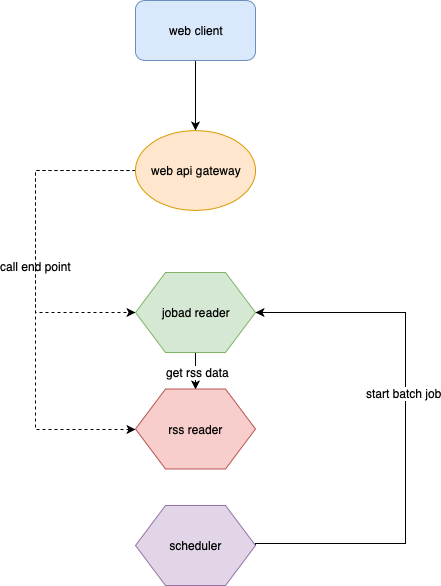 web client
web api gateway
call end point
jobad reader
get rss data
start batch job
rss reader
scheduler